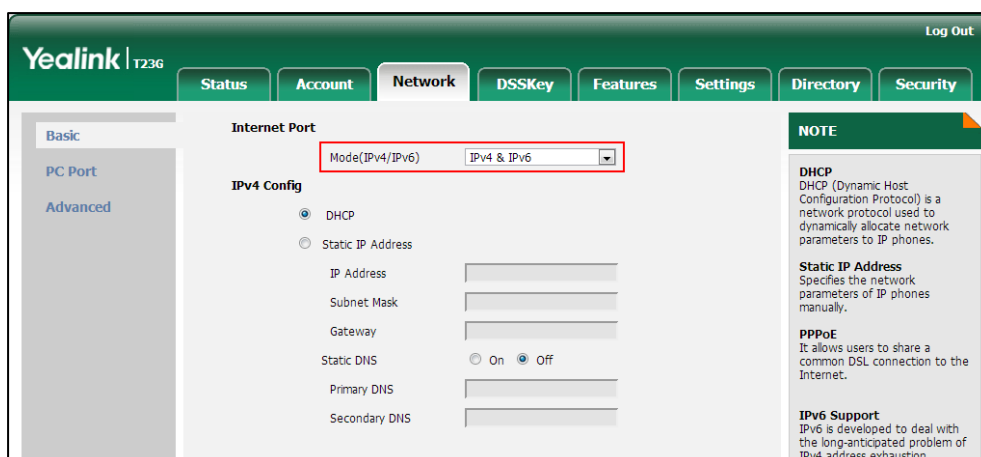 Log Out
Yealink | T23G
Status Account Network DSSKey Features Settings Directory Security
Basic
PC Port
Advanced
Internet Port
Mode(IPv4/IPv6) IPv4 & IPv6
IPv4 Config
DHCP
Static IP Address
IP Address
Subnet Mask
Gateway
Static DNS On Off
Primary DNS
Secondary DNS
NOTE
DHCP
DHCP (Dynamic Host
Configuration Protocol) is a
network protocol used to
dynamically allocate network
parameters to IP phones.
Static IP Address
Specifies the network
parameters of IP phones
manually.
PPPoE
It allows users to share a
common DSL connection to the
Internet.
IPv6 Support
IPv6 is developed to deal with
the long-anticipated problem of
IPv4 address exhaustion